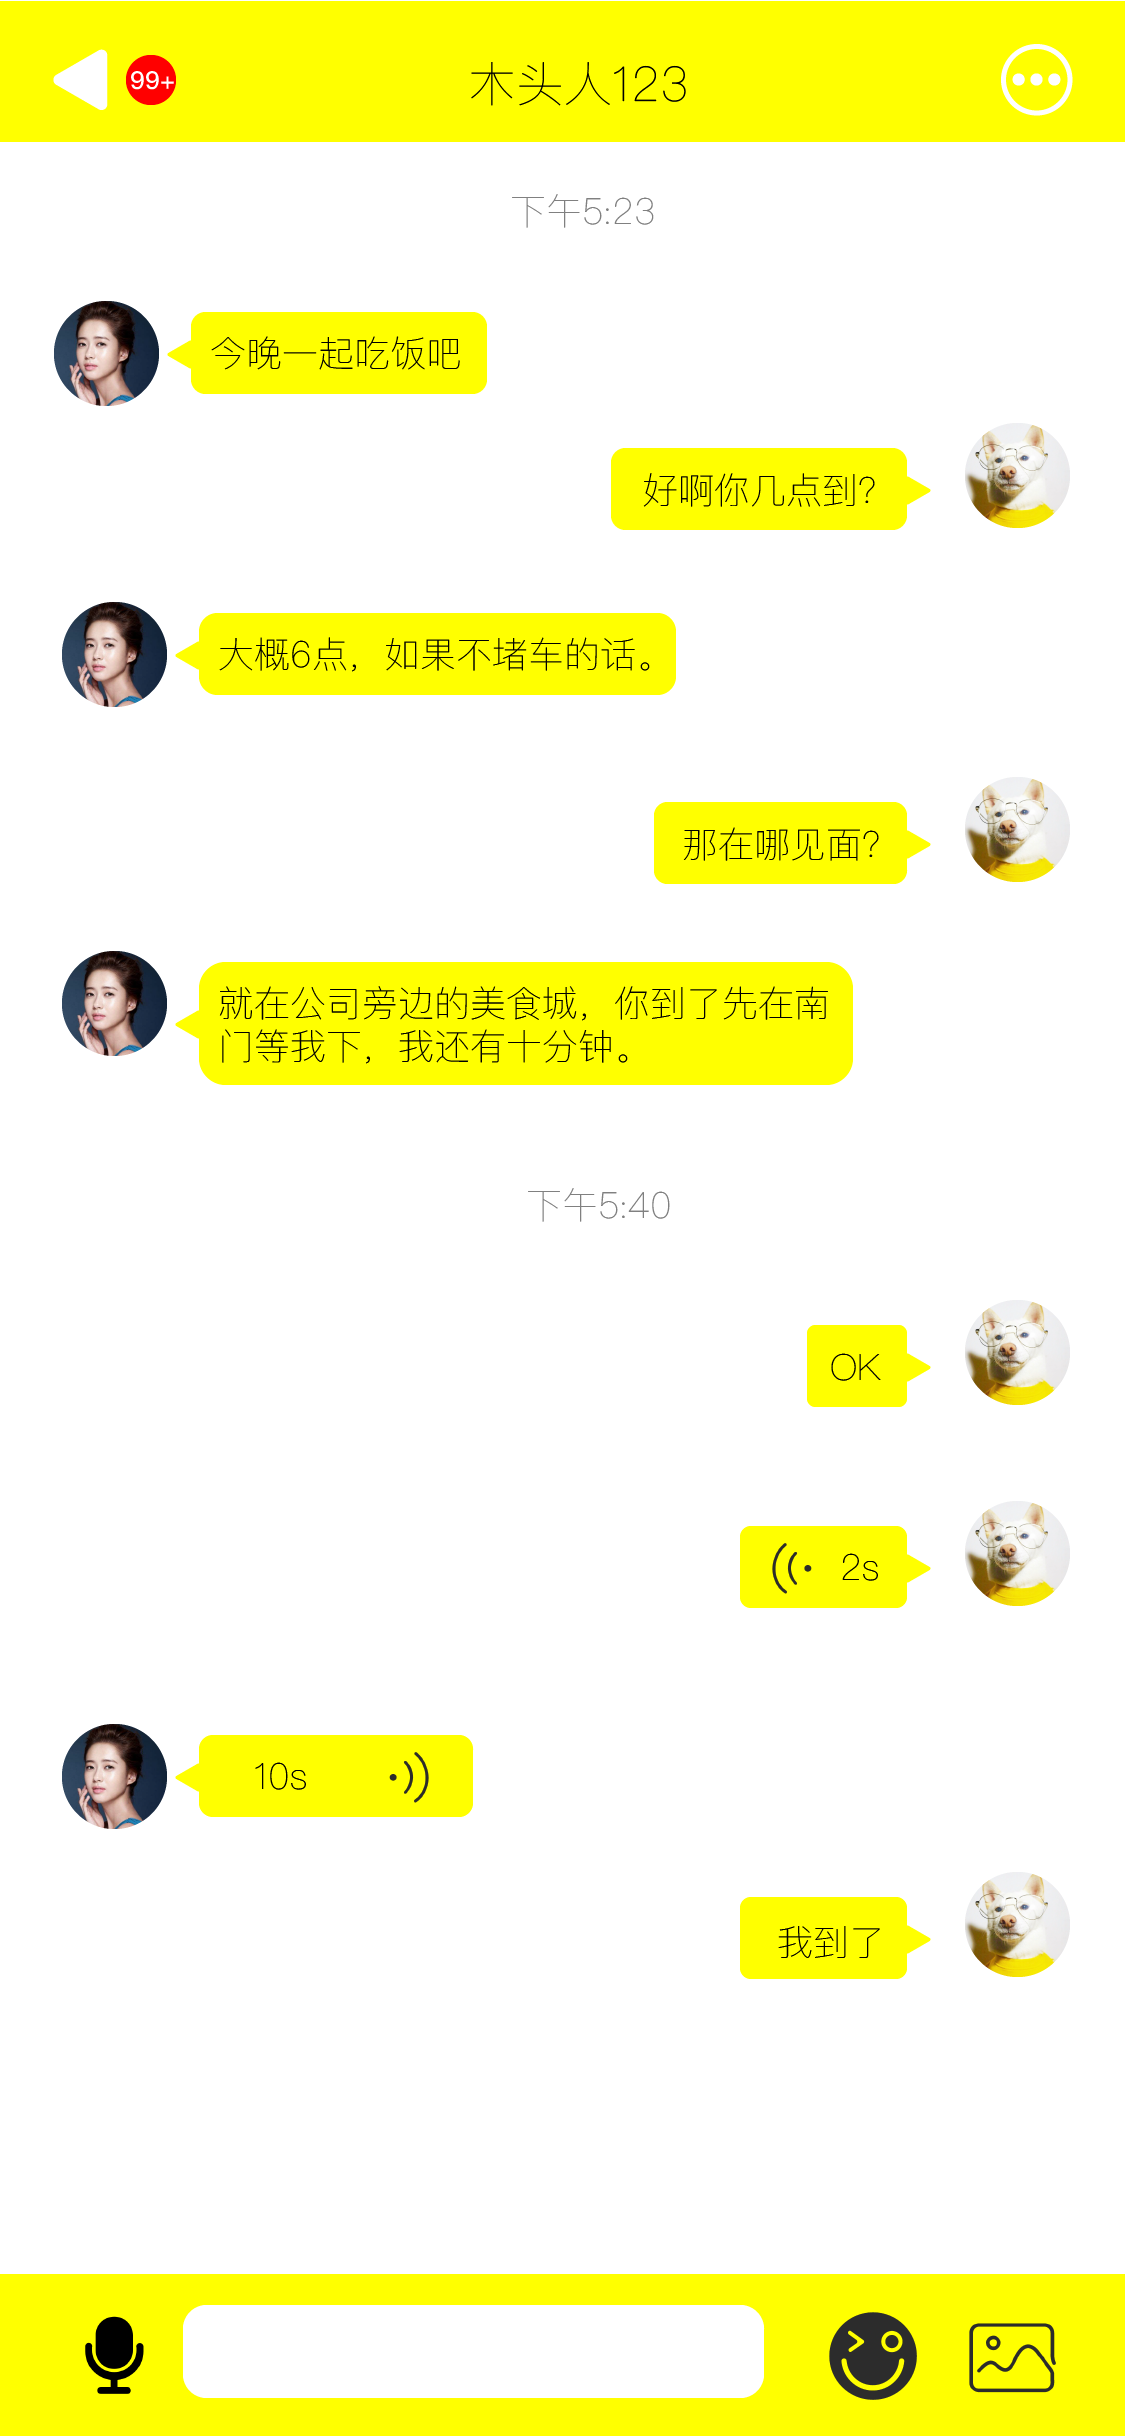 99+
木头人123
下午5:23
今晚一起吃饭吧
好啊你几点到?
大概6点，如果不堵车的话。
那在哪见面?
就在公司旁边的美食城，你到了先在南
门等我下，我还有十分钟。
下午5:40
OK
2s
10s
我到了